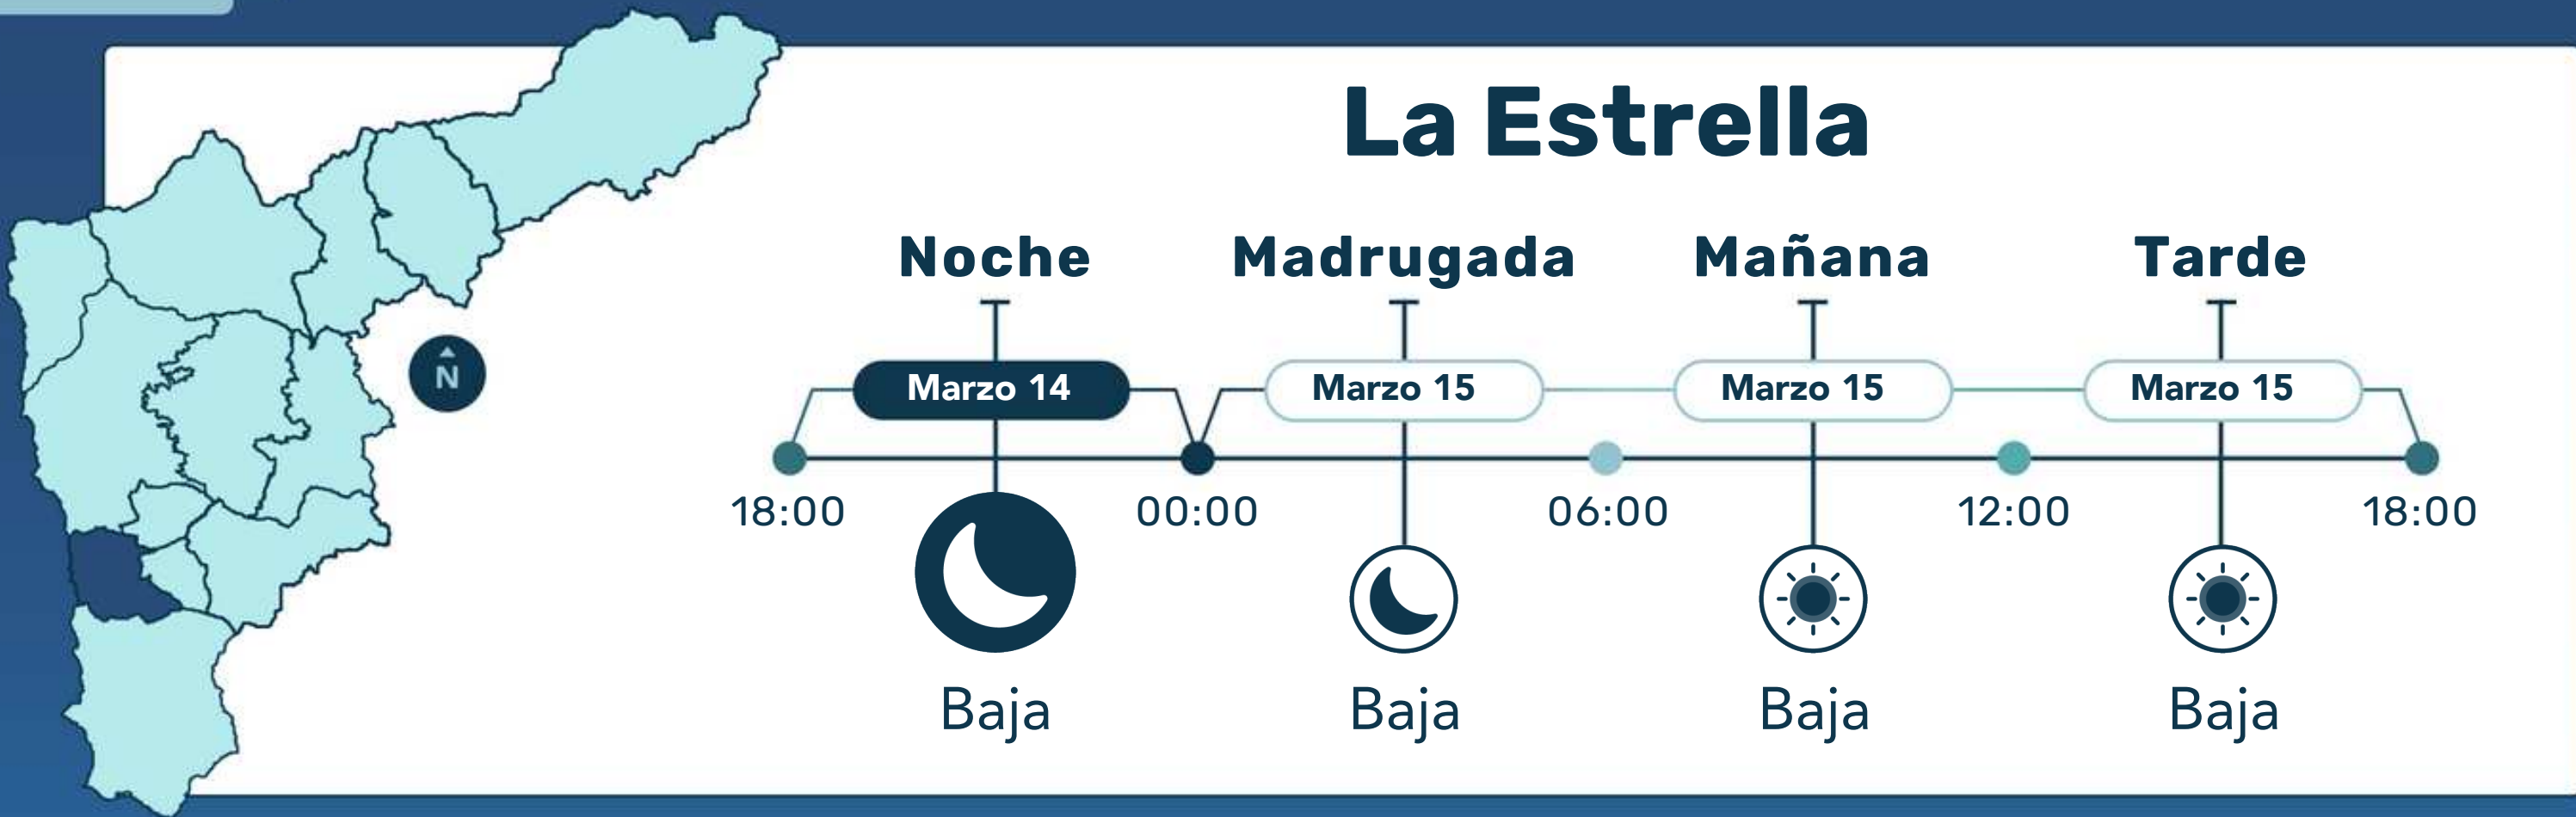 La Estrella
Noche Madrugada Mañana Tarde
N
Marzo 14 Marzo 15 Marzo 15 Marzo 15
18:00 00:00 06:00 12:00 18:00
Baja Baja Baja Baja